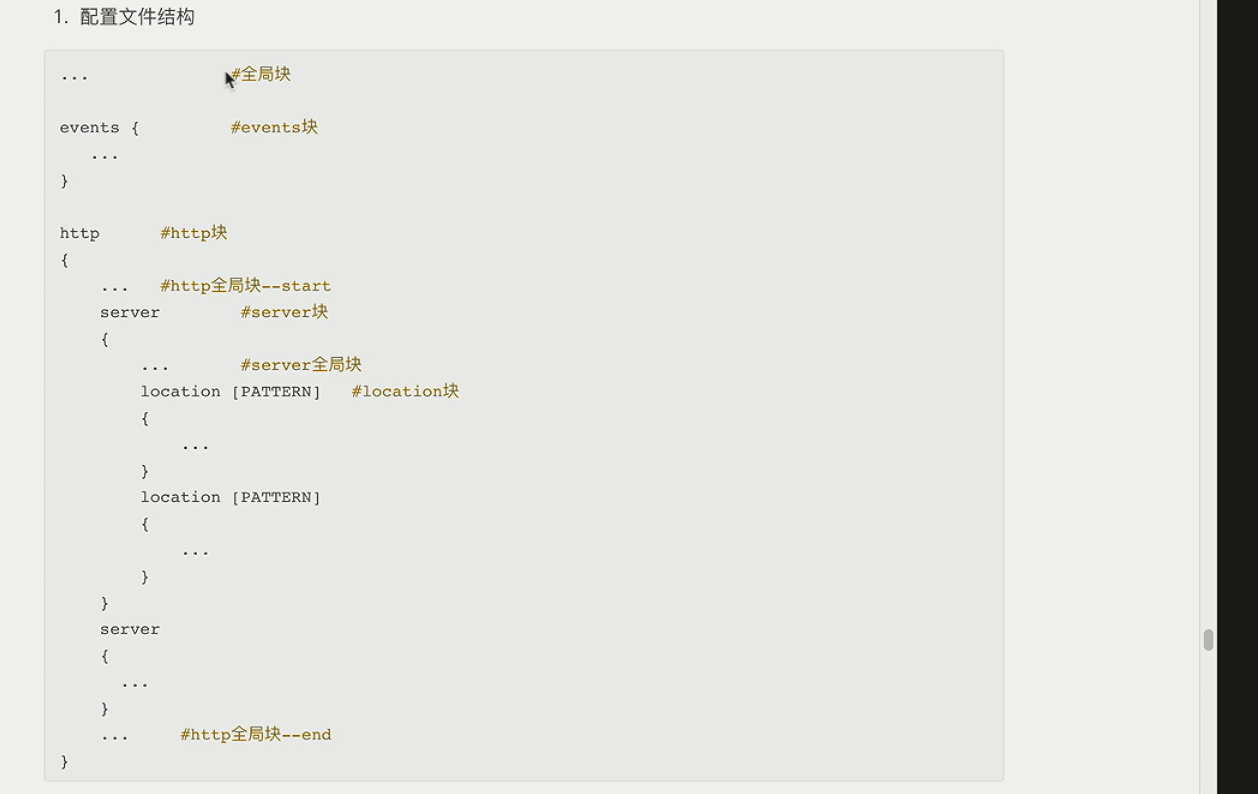 1. 配置文件结构
...              #全局块
events {         #events块
   ...
}
http      #http块
{
    ...   #http全局块--start
    server        #server块
    {
        ...       #server全局块
        location [PATTERN]   #location块
        {
            ...
        }
        location [PATTERN]
        {
            ...
        }
    }
    server
    {
      ...
    }
    ...     #http全局块--end
}